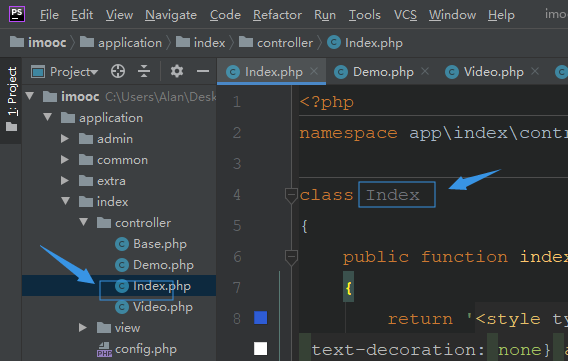 PS File Edit View Navigate Code Refactor Run Tools VCS Window Help imo
imooc application index controller Index.php
1: Project
Project
Index.php Demo.php Video.php
imooc C:\Users\Alan\Desk
application
admin
common
extra
index
controller
Base.php
Demo.php
Index.php
Video.php
view
PHP config.php
1 <?php
2 namespace app\index\contr
3
4 class Index
5 {
6 public function index
7 {
8 return '<style ty
text-decoration: none} a